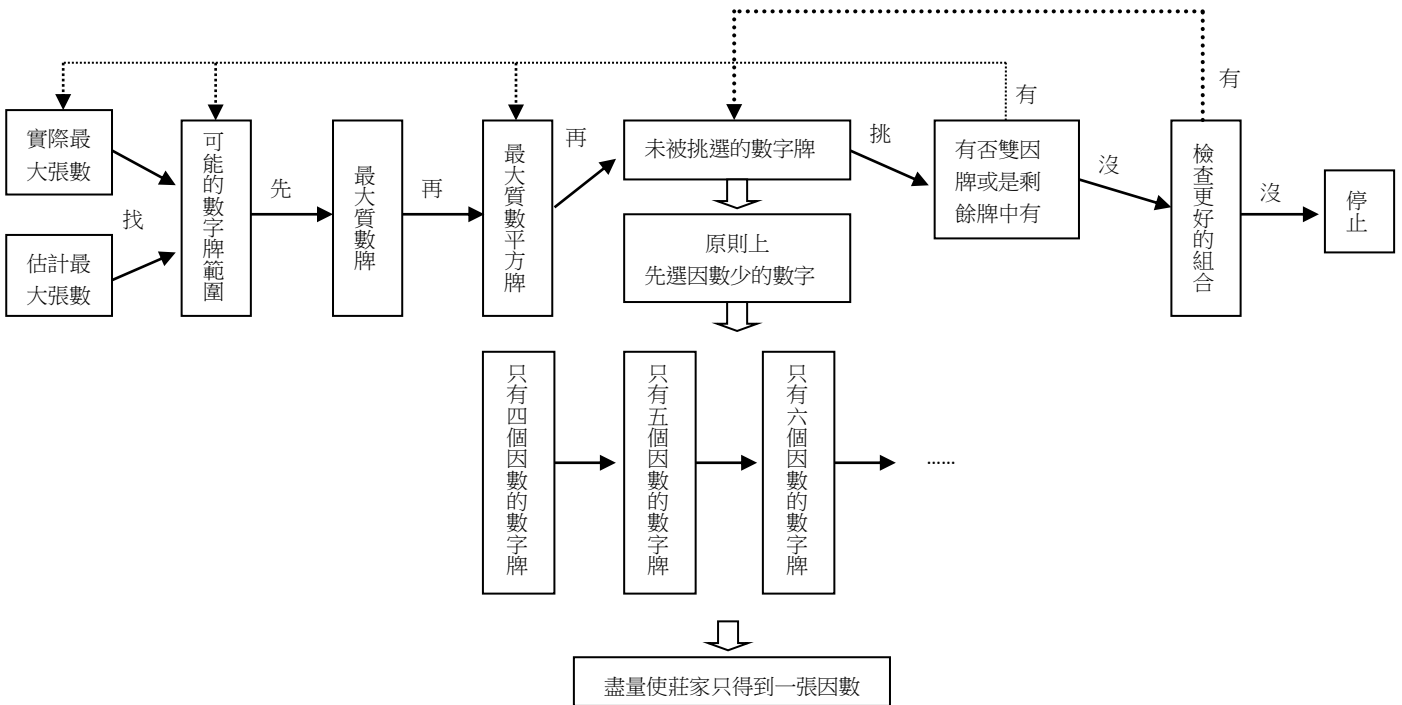 有
有
實際最
大張數
找
估計最
大張數
可能的數字牌範圍
先
最大質數牌
再
最大質數平方牌
再
未被挑選的數字牌
挑
有否雙因
牌或是剩
餘牌中有
沒
檢查更好的組合
沒
停止
原則上
先選因數少的數字
只有四個因數的數字牌
只有五個因數的數字牌
只有六個因數的數字牌
……
盡量使莊家只得到一張因數